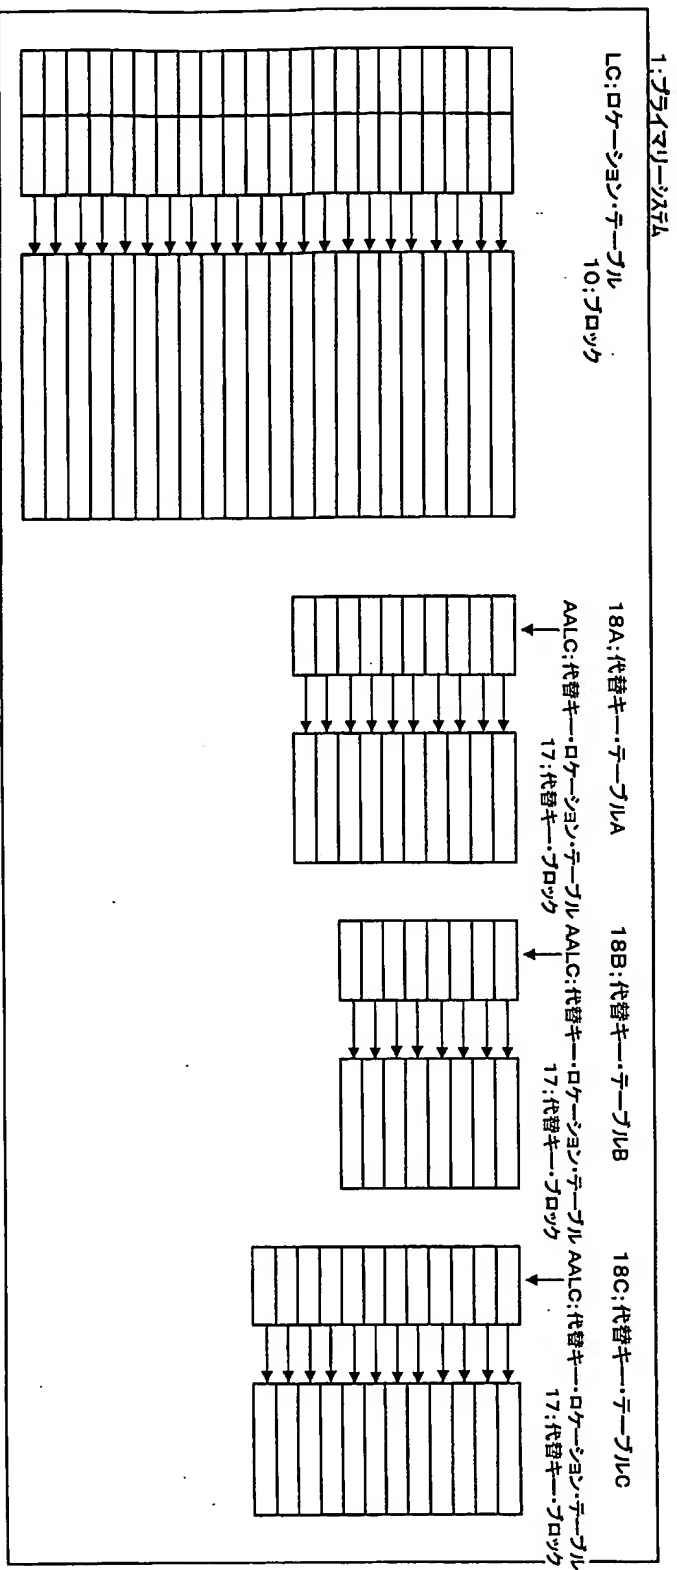 1;プライマリーシステム
LC;ロケーション・テーブル
10;ブロック
18A;代替キー・テーブルA
AALC;代替キー・ロケーション・テーブル
17;代替キー・ブロック
18B;代替キー・テーブルB
AALC;代替キー・ロケーション・テーブル
17;代替キー・ブロック
18C;代替キー・テーブルC
AALC;代替キー・ロケーション・テーブル
17;代替キー・ブロック